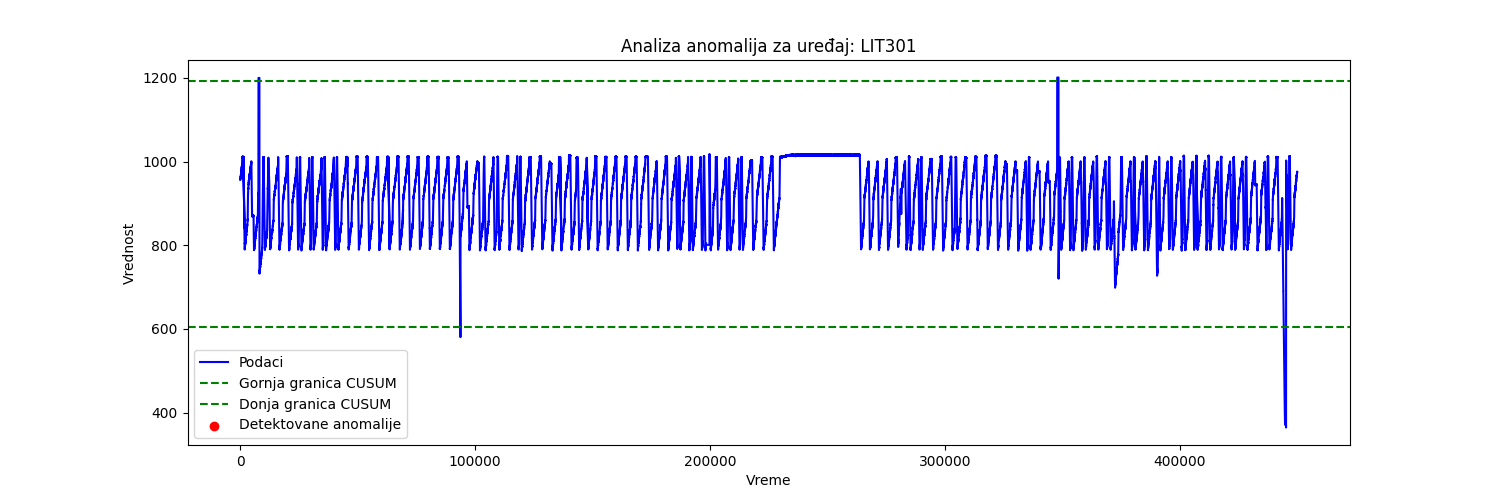 Analiza anomalija za uređaj: LIT301
Vrednost
1200
1000
800
600
400
Podaci
Gornja granica CUSUM
Donja granica CUSUM
Detektovane anomalije
0
100000
200000
300000
400000
Vreme